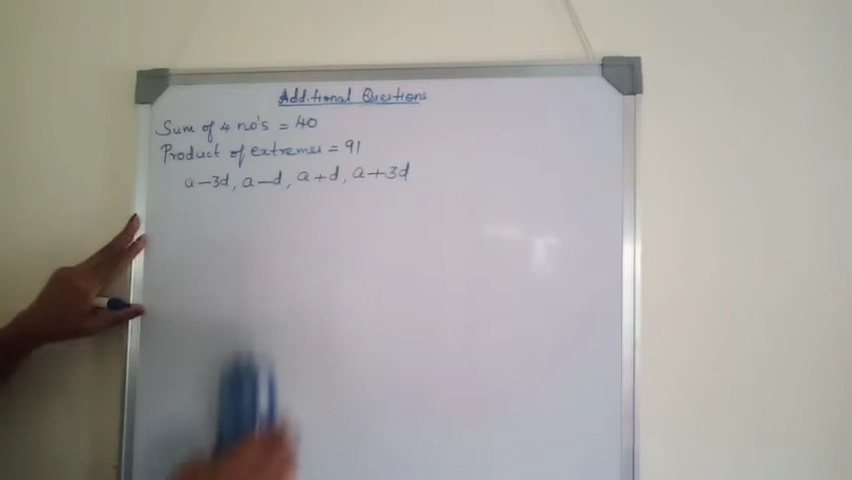 Additional Questions
Sum of 4 no's = 40
Product of extremes = 91
a-3d, a-d, a+d, a+3d